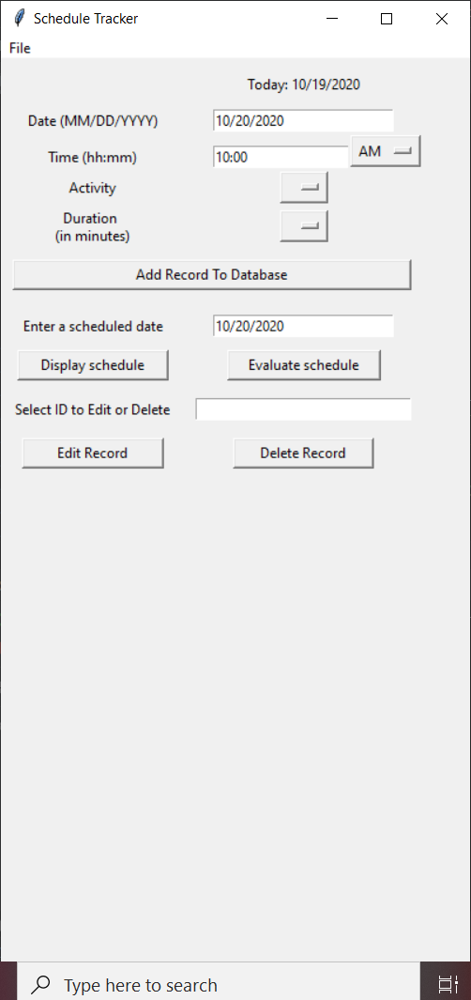 Schedule Tracker
File
Today: 10/19/2020
Date (MM/DD/YYYY) 10/20/2020
Time (hh:mm) 10:00 AM
Activity
Duration
(in minutes)
Add Record To Database
Enter a scheduled date 10/20/2020
Display schedule Evaluate schedule
Select ID to Edit or Delete
Edit Record Delete Record
Type here to search